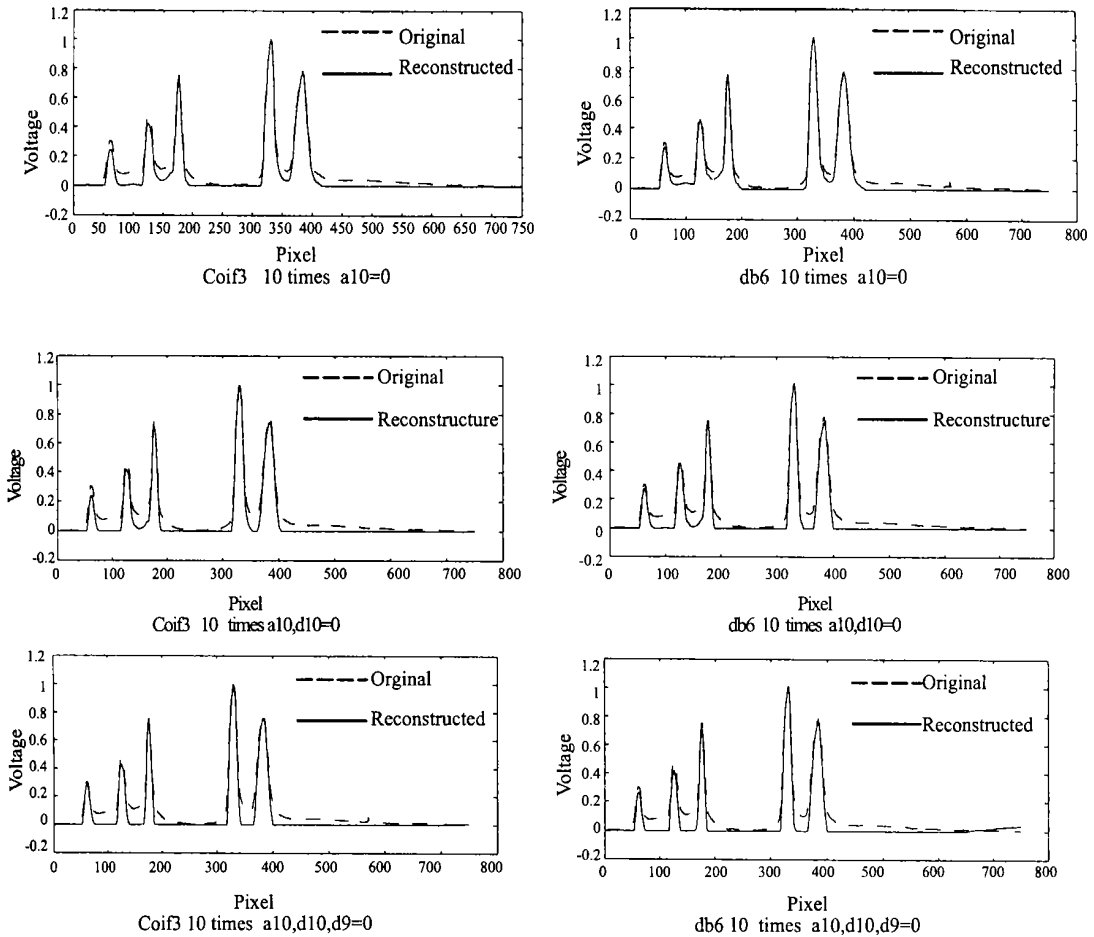 1.2
1
0.8
0.6
0.4
0.2
0
-0.2
Voltage
Original
Reconstructed
0 50 100 150 200 250 300 350 400 450 500 550 600 650 700 750
Pixel
Coif3 10 times a10=0
1.2
1
0.8
0.6
0.4
0.2
0
-0.2
Voltage
Original
Reconstructed
0 100 200 300 400 500 600 700 800
Pixel
db6 10 times a10=0
1.2
1
0.8
0.6
0.4
0.2
0
-0.2
Voltage
Original
Reconstructure
0 100 200 300 400 500 600 700 800
Pixel
Coif3 10 times a10,d10=0
1.2
1
0.8
0.6
0.4
0.2
0
-0.2
Voltage
Original
Reconstructure
0 100 200 300 400 500 600 700 800
Pixel
db6 10 times a10,d10=0
1.2
1
0.8
0.6
0.4
0.2
0
-0.2
Voltage
Orginal
Reconstructed
0 100 200 300 400 500 600 700 800
Pixel
Coif3 10 times a10,d10,d9=0
1.2
1
0.8
0.6
0.4
0.2
0
-0.2
Voltage
Original
Reconstructed
0 100 200 300 400 500 600 700 800
Pixel
db6 10 times a10,d10,d9=0